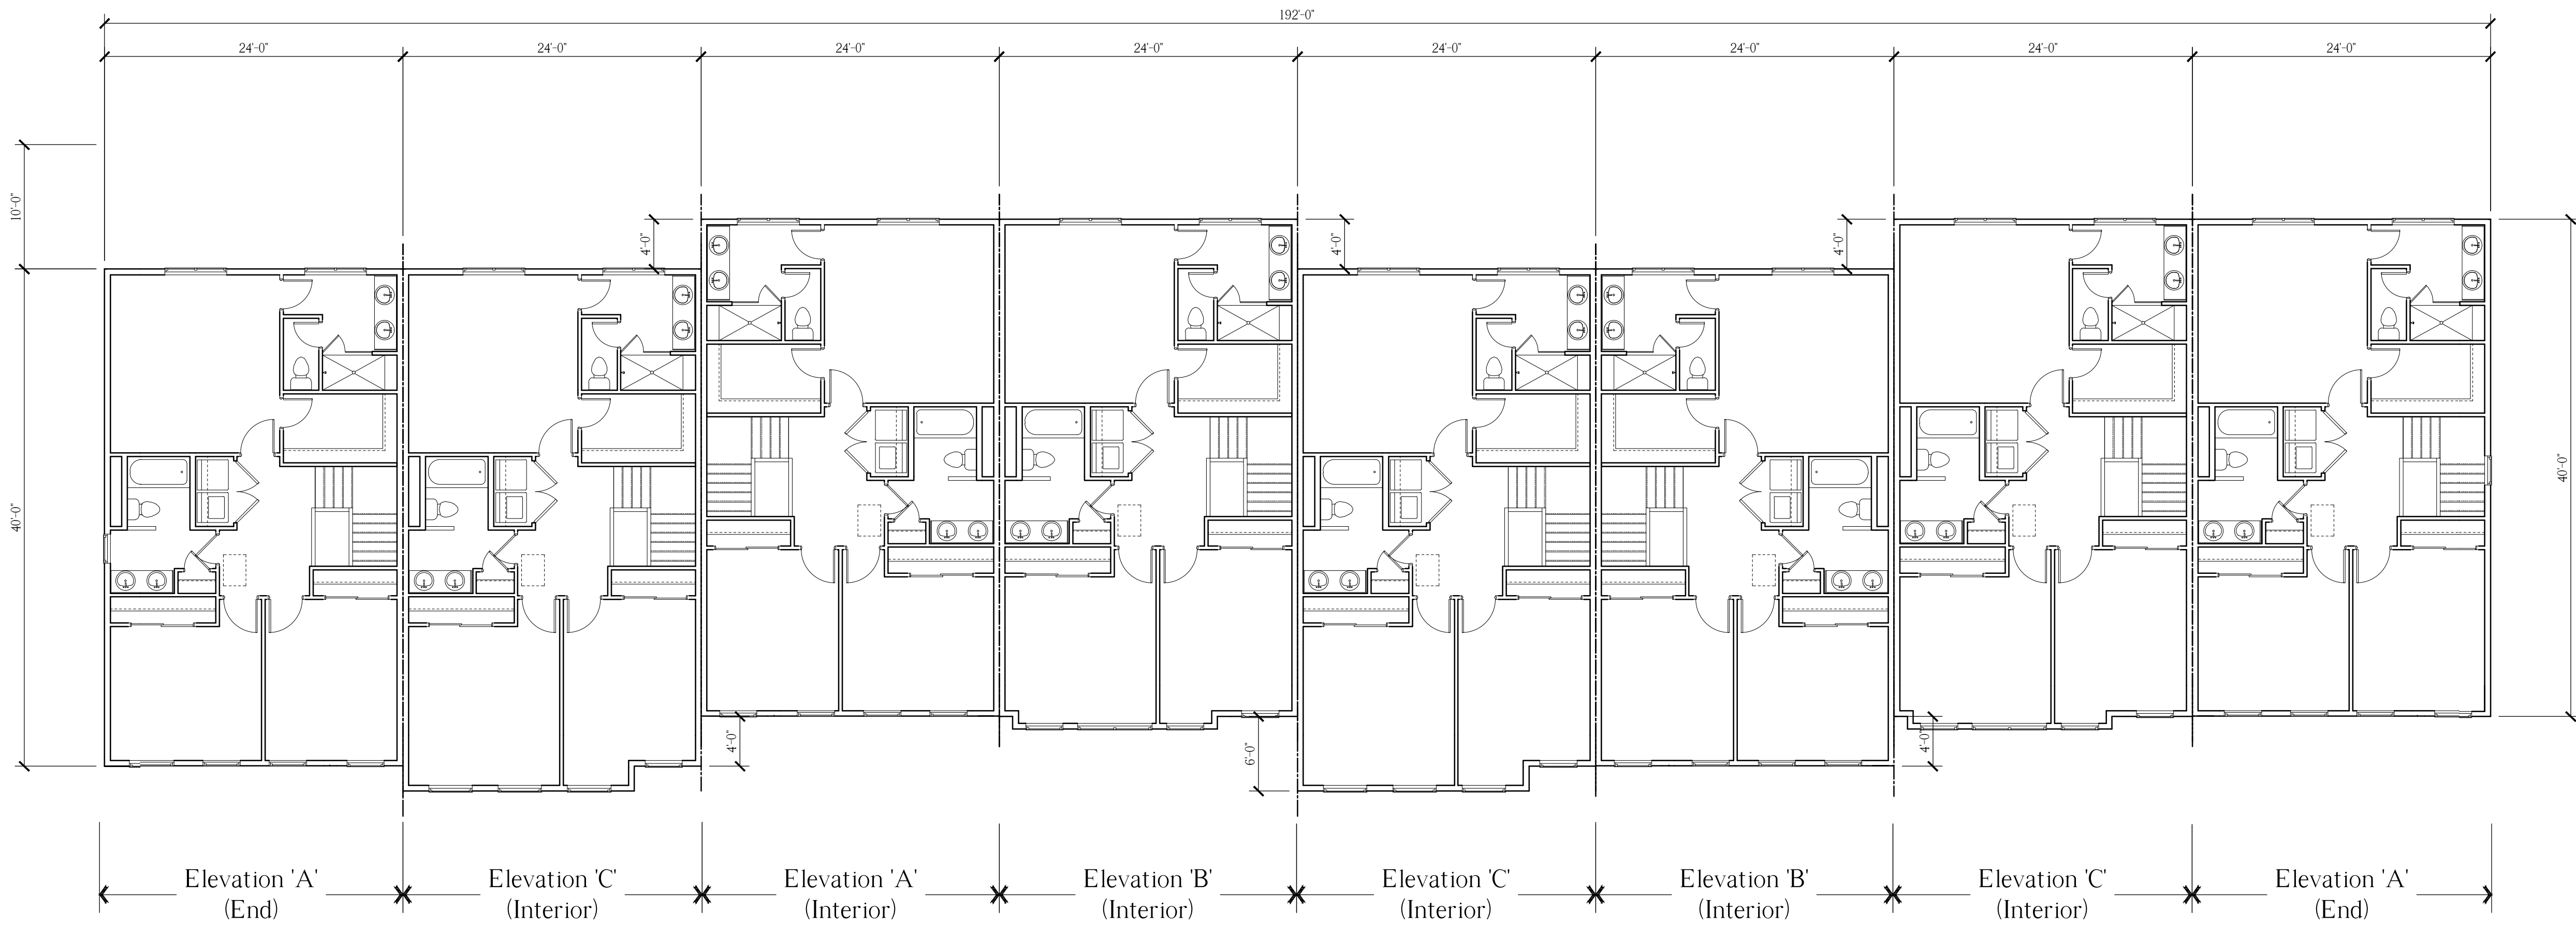 192'-0"
24'-0" 24'-0" 24'-0" 24'-0" 24'-0" 24'-0" 24'-0" 24'-0"
10'-0"
4'-0" 4'-0" 4'-0"
40'-0" 40'-0"
4'-0" 6'-0" 4'-0"
Elevation 'A'
(End)
Elevation 'C'
(Interior)
Elevation 'A'
(Interior)
Elevation 'B'
(Interior)
Elevation 'C'
(Interior)
Elevation 'B'
(Interior)
Elevation 'C'
(Interior)
Elevation 'A'
(End)